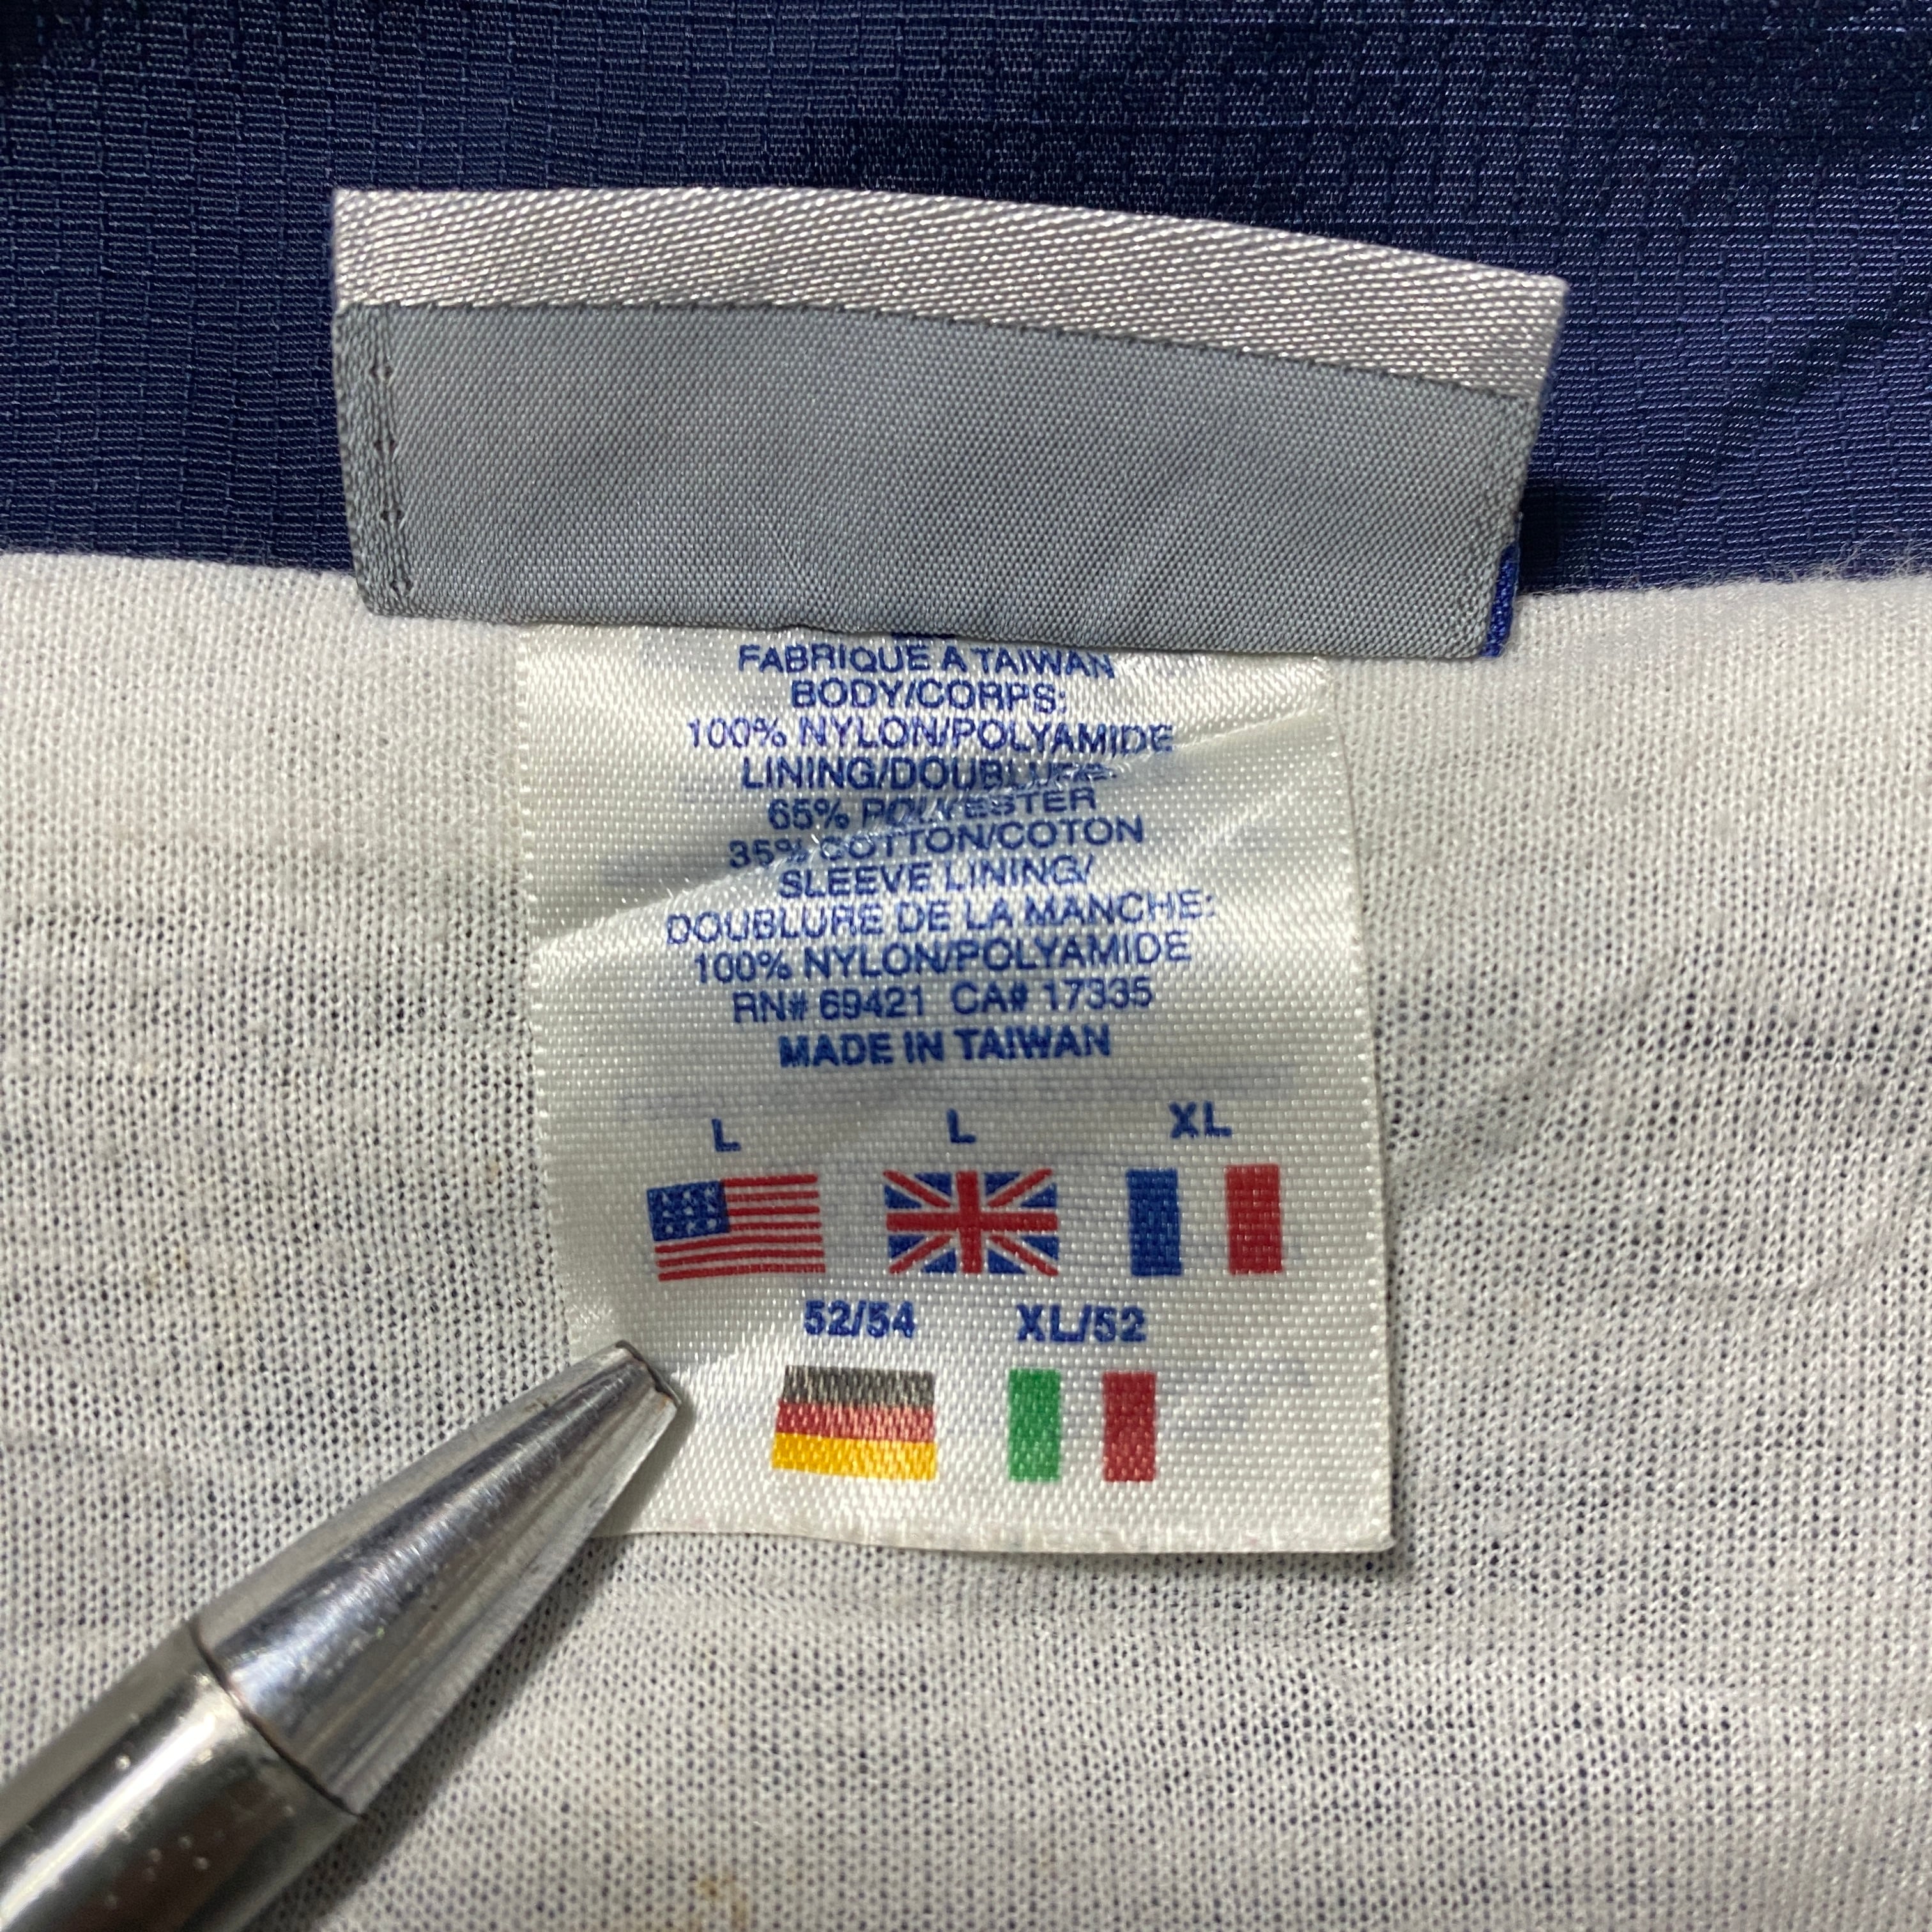 FABRIQUE A TAIWAN
BODY/CORPS:
100% NYLON/POLYAMIDE
LINING/DOUBLURE:
65% POLYESTER
35% COTTON/COTON
SLEEVE LINING/
DOUBLURE DE LA MANCHE:
100% NYLON/POLYAMIDE
RN# 69421 CA# 17335
MADE IN TAIWAN
L L XL
52/54 XL/52